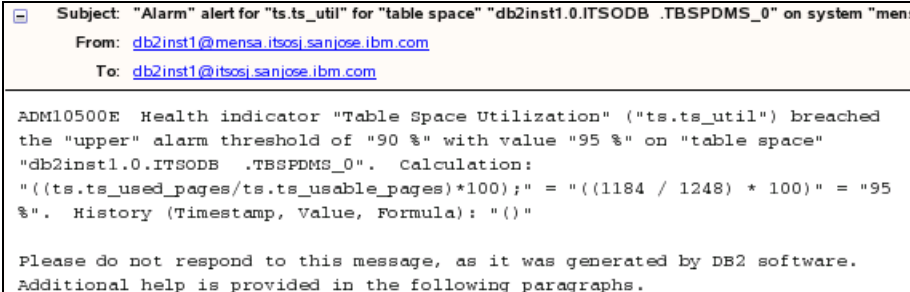 Subject: "Alarm" alert for "ts.ts_util" for "table space" "db2inst1.0.ITSODB .TBSPDMS_0" on system
From: db2inst1@mensa.itsosj.sanjose.ibm.com
To: db2inst1@itsosj.sanjose.ibm.com
ADM10500E Health indicator "Table Space Utilization" ("ts.ts_util") breached
the "upper" alarm threshold of "90 %" with value "95 %" on "table space"
"db2inst1.0.ITSODB .TBSPDMS_0". Calculation:
"((ts.ts_used_pages/ts.ts_usable_pages)*100);" = "((1184 / 1248) * 100)" = "95
%". History (Timestamp, Value, Formula): "()"
Please do not respond to this message, as it was generated by DB2 software.
Additional help is provided in the following paragraphs.